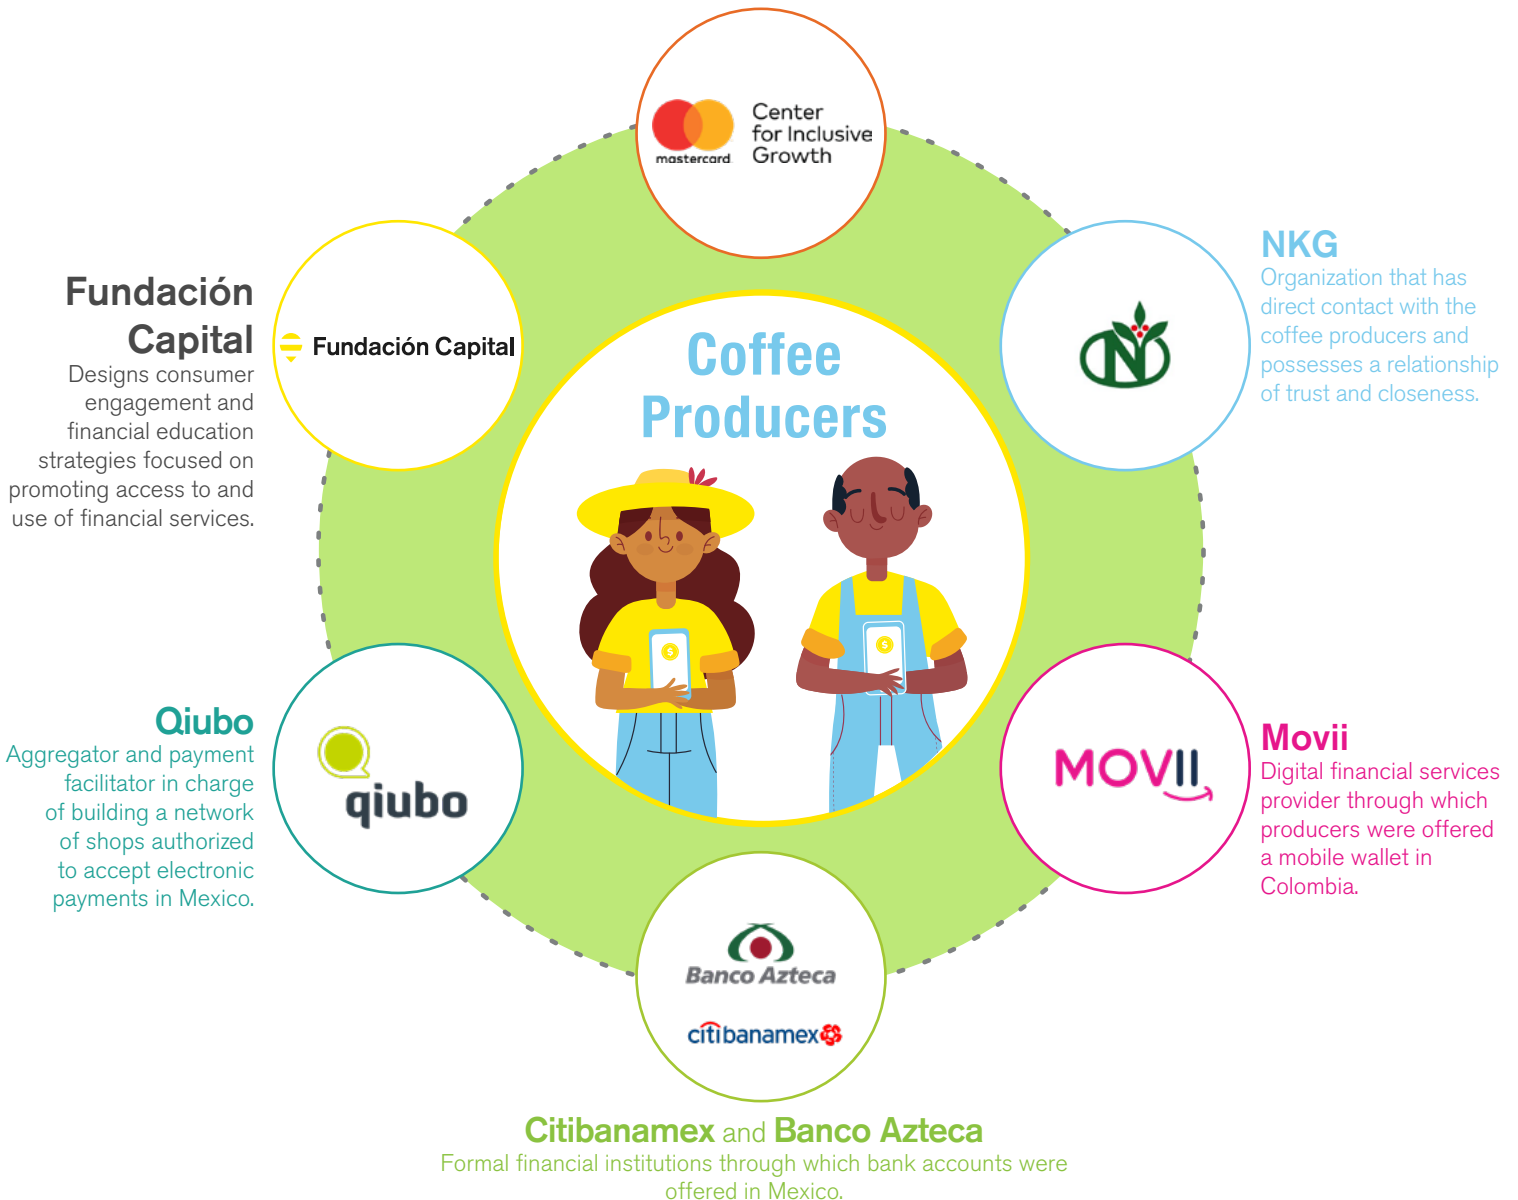 mastercard
Center
for Inclusive
Growth
NKG
Organization that has
direct contact with the
coffee producers and
possesses a relationship
of trust and closeness.
N
Fundación
Capital
Designs consumer
engagement and
financial education
strategies focused on
promoting access to and
use of financial services.
Fundación Capital
Coffee
Producers
$
$
Qiubo
Aggregator and payment
facilitator in charge
of building a network
of shops authorized
to accept electronic
payments in Mexico.
qiubo
MOVII
Movii
Digital financial services
provider through which
producers were offered
a mobile wallet in
Colombia.
Banco Azteca
citibanamex
Citibanamex and Banco Azteca
Formal financial institutions through which bank accounts were
offered in Mexico.